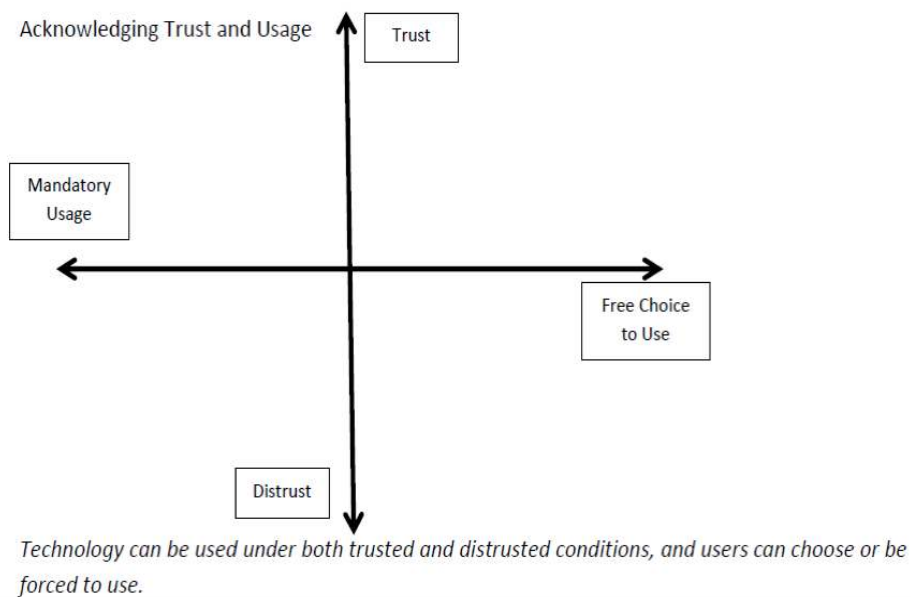 Acknowledging Trust and Usage
Trust
Mandatory
Usage
Free Choice
to Use
Distrust
Technology can be used under both trusted and distrusted conditions, and users can choose or be
forced to use.